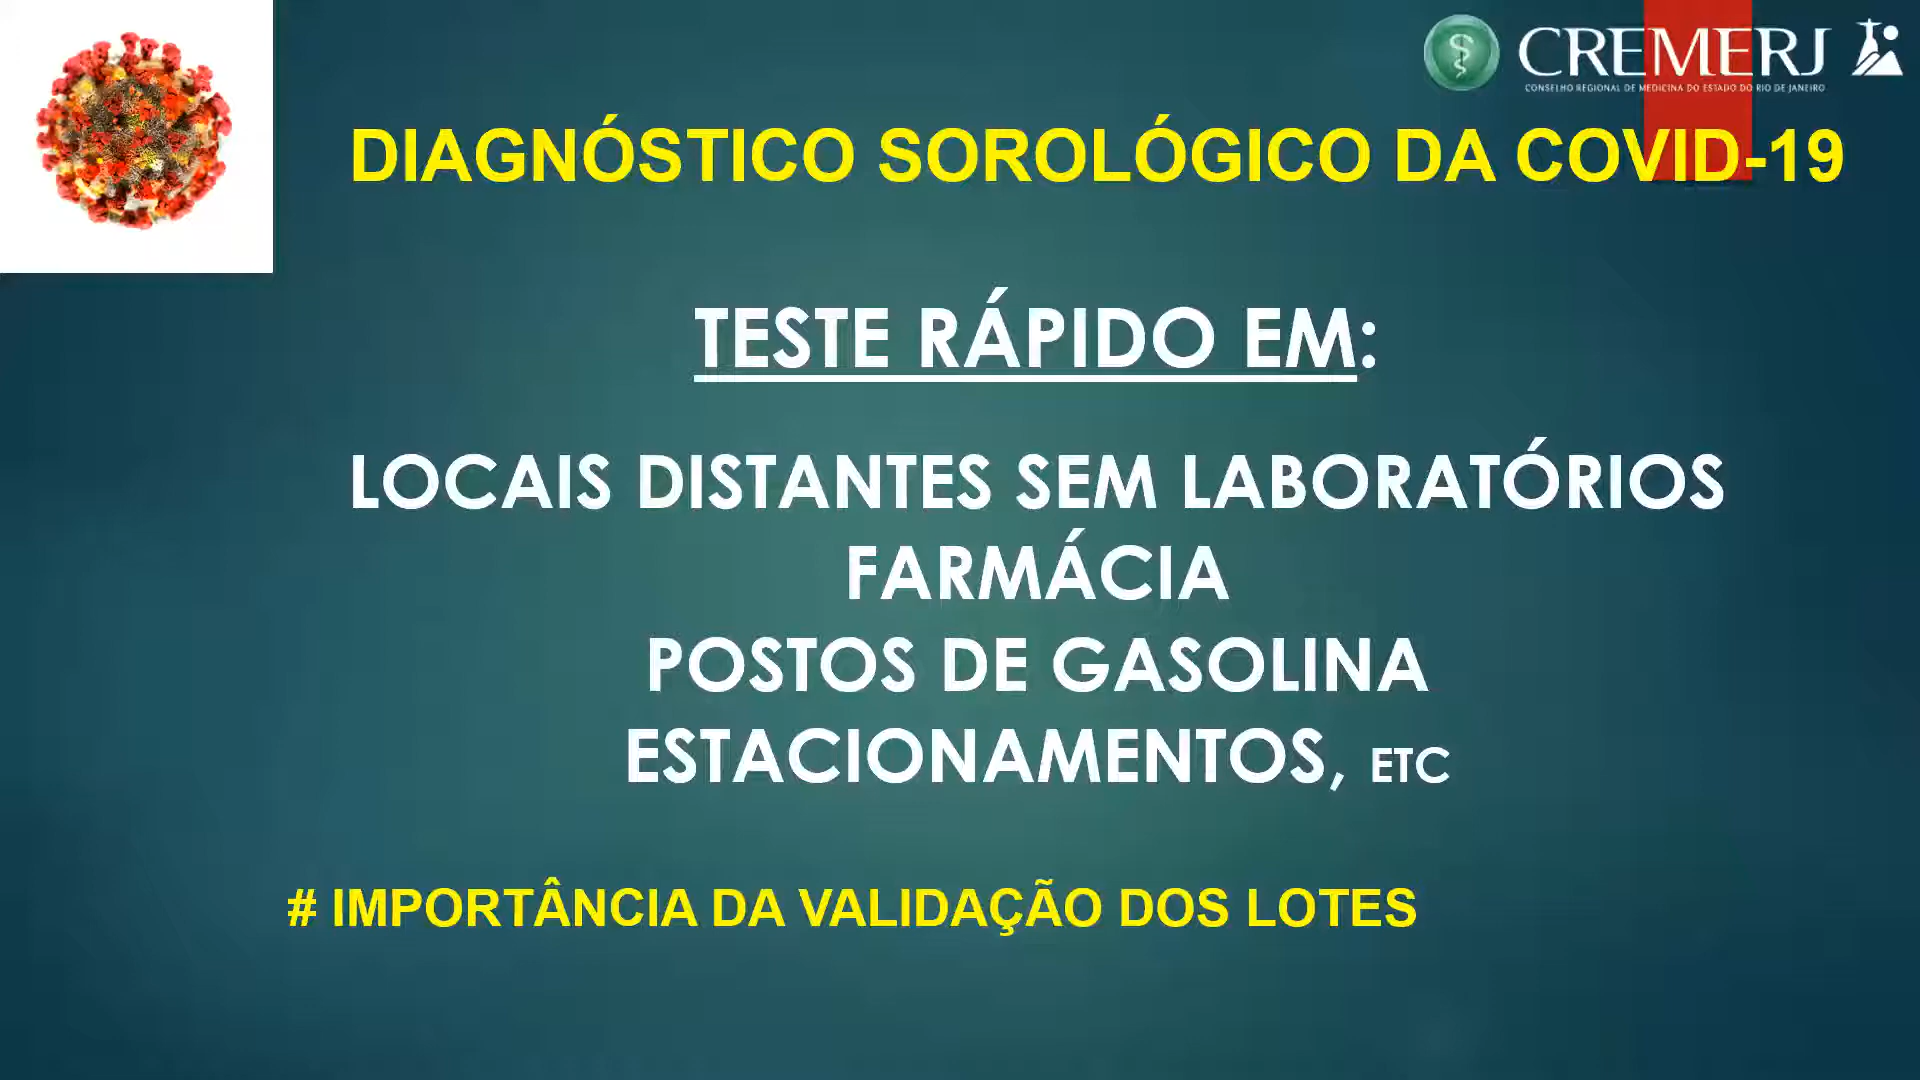 CREMERJ
CONSELHO REGIONAL DE MEDICINA DO ESTADO DO RIO DE JANEIRO
DIAGNÓSTICO SOROLÓGICO DA COVID-19
TESTE RÁPIDO EM:
LOCAIS DISTANTES SEM LABORATÓRIOS
FARMÁCIA
POSTOS DE GASOLINA
ESTACIONAMENTOS, ETC
# IMPORTÂNCIA DA VALIDAÇÃO DOS LOTES